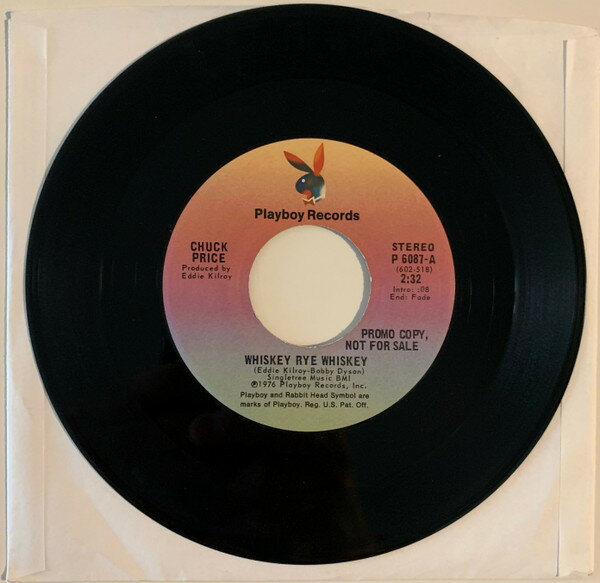 Playboy Records
CHUCK
PRICE
Produced by
Eddie Kilroy
STEREO
P 6087-A
(602-518)
2:32
Intro: :08
End: Fade
PROMO COPY,
NOT FOR SALE
WHISKEY RYE WHISKEY
(Eddie Kilroy-Bobby Dyson)
Singletree Music BMI
℗1976 Playboy Records, Inc.
Playboy and Rabbit Head Symbol are
marks of Playboy. Reg. U.S. Pat. Off.